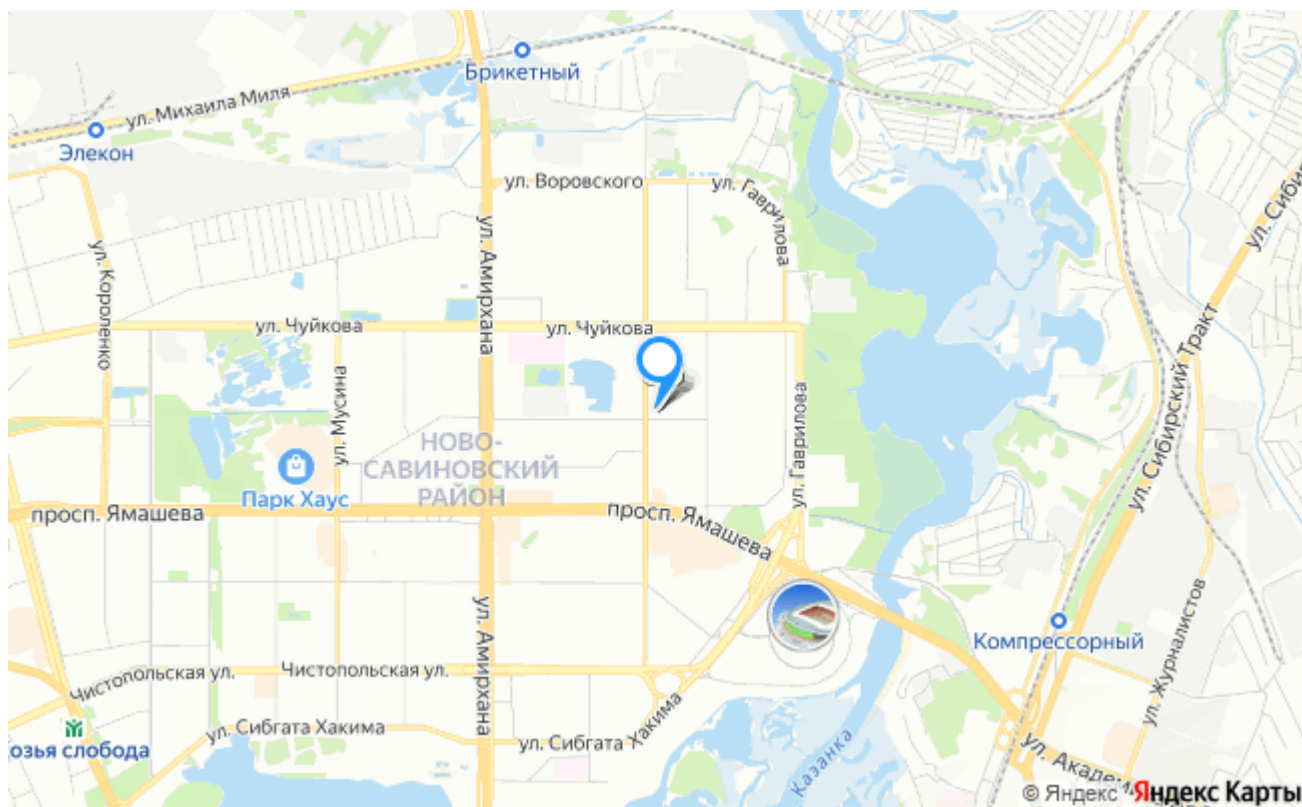 Брикетный
ул. Михаила Миля
Элекон
ул. Воровского
ул. Гаврилова
ул. Сибир
ул. Короленко
ул. Амирхана
ул. Чуйкова
ул. Чуйкова
ул. Сибирский Тракт
ул. Мусина
ул. Гаврилова
НОВО-
САВИНОВСКИЙ
РАЙОН
Парк Хаус
просп. Ямашева
просп. Ямашева
ул. Амирхана
Компрессорный
ул. Журналистов
Чистопольская ул.
Чистопольская ул.
ул. Сибгата Хакима
ул. Сибгата Хакима
озья слобода
Казанка
ул. Академ
© Яндекс Яндекс Карты